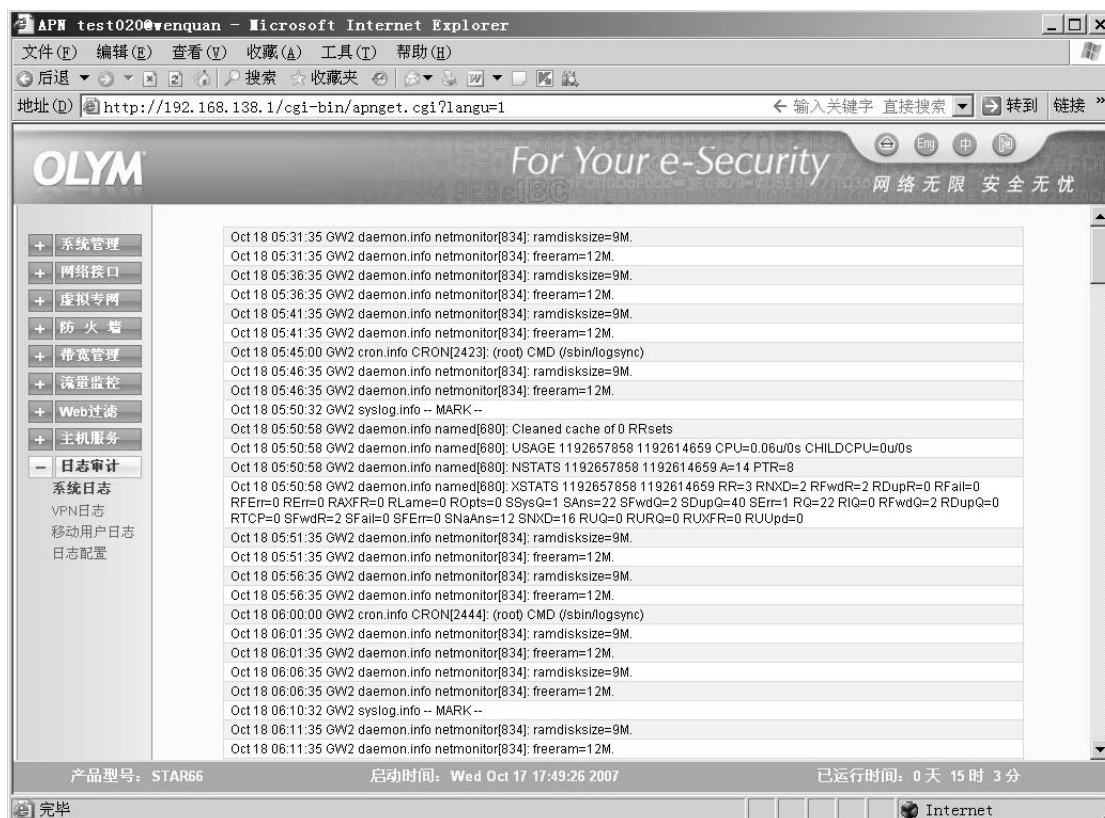 APN test020@wenquan - Microsoft Internet Explorer
文件(F) 编辑(E) 查看(V) 收藏(A) 工具(T) 帮助(H)
后退 搜索 收藏夹
地址(D) http://192.168.138.1/cgi-bin/apnget.cgi?langu=1 输入关键字 直接搜索 转到 链接 »
OLYM For Your e-Security Eng 中
网络无限 安全无忧
+ 系统管理
+ 网络接口
+ 虚拟专网
+ 防 火 墙
+ 带宽管理
+ 流量监控
+ Web过滤
+ 主机服务
- 日志审计
系统日志
VPN日志
移动用户日志
日志配置
Oct 18 05:31:35 GW2 daemon.info netmonitor[834]: ramdisksize=9M.
Oct 18 05:31:35 GW2 daemon.info netmonitor[834]: freeram=12M.
Oct 18 05:36:35 GW2 daemon.info netmonitor[834]: ramdisksize=9M.
Oct 18 05:36:35 GW2 daemon.info netmonitor[834]: freeram=12M.
Oct 18 05:41:35 GW2 daemon.info netmonitor[834]: ramdisksize=9M.
Oct 18 05:41:35 GW2 daemon.info netmonitor[834]: freeram=12M.
Oct 18 05:45:00 GW2 cron.info CRON[2423]: (root) CMD (/sbin/logsync)
Oct 18 05:46:35 GW2 daemon.info netmonitor[834]: ramdisksize=9M.
Oct 18 05:46:35 GW2 daemon.info netmonitor[834]: freeram=12M.
Oct 18 05:50:32 GW2 syslog.info -- MARK --
Oct 18 05:50:58 GW2 daemon.info named[680]: Cleaned cache of 0 RRsets
Oct 18 05:50:58 GW2 daemon.info named[680]: USAGE 1192657858 1192614659 CPU=0.06u/0s CHILDCPU=0u/0s
Oct 18 05:50:58 GW2 daemon.info named[680]: NSTATS 1192657858 1192614659 A=14 PTR=8
Oct 18 05:50:58 GW2 daemon.info named[680]: XSTATS 1192657858 1192614659 RR=3 RNXD=2 RFwdR=2 RDupR=0 RFail=0
RFErr=0 RErr=0 RAXFR=0 RLame=0 ROpts=0 SSysQ=1 SAns=22 SFwdQ=2 SDupQ=40 SErr=1 RQ=22 RIQ=0 RFwdQ=2 RDupQ=0
RTCP=0 SFwdR=2 SFail=0 SFErr=0 SNaAns=12 SNXD=16 RUQ=0 RURQ=0 RUXFR=0 RUUpd=0
Oct 18 05:51:35 GW2 daemon.info netmonitor[834]: ramdisksize=9M.
Oct 18 05:51:35 GW2 daemon.info netmonitor[834]: freeram=12M.
Oct 18 05:56:35 GW2 daemon.info netmonitor[834]: ramdisksize=9M.
Oct 18 05:56:35 GW2 daemon.info netmonitor[834]: freeram=12M.
Oct 18 06:00:00 GW2 cron.info CRON[2444]: (root) CMD (/sbin/logsync)
Oct 18 06:01:35 GW2 daemon.info netmonitor[834]: ramdisksize=9M.
Oct 18 06:01:35 GW2 daemon.info netmonitor[834]: freeram=12M.
Oct 18 06:06:35 GW2 daemon.info netmonitor[834]: ramdisksize=9M.
Oct 18 06:06:35 GW2 daemon.info netmonitor[834]: freeram=12M.
Oct 18 06:10:32 GW2 syslog.info -- MARK --
Oct 18 06:11:35 GW2 daemon.info netmonitor[834]: ramdisksize=9M.
Oct 18 06:11:35 GW2 daemon.info netmonitor[834]: freeram=12M.
产品型号：STAR66 启动时间：Wed Oct 17 17:49:26 2007 已运行时间：0 天 15 时 3 分
完毕 Internet